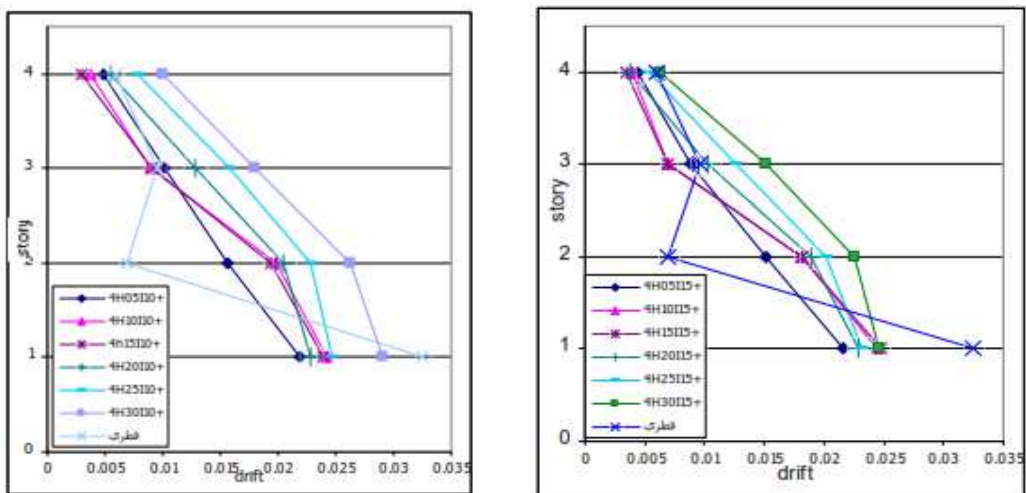 4
3
2
1
0
story
4H05I10+
4H10I10+
4h15I10+
4H20I10+
4H25I10+
4H30I10+
قطري
0 0.005 0.01 0.015 0.02 0.025 0.03 0.035
drift
4
3
2
1
0
story
4H05I15+
4H10I15+
4H15I15+
4H20I15+
4H25I15+
4H30I15+
قطري
0 0.005 0.01 0.015 0.02 0.025 0.03 0.035
drift